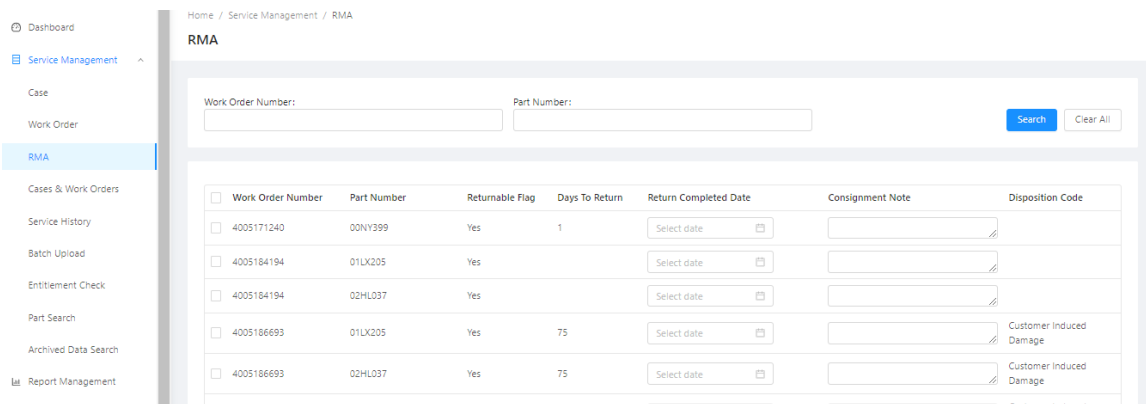 Home / Service Management / RMA
RMA
Dashboard
Service Management
Case
Work Order
RMA
Cases & Work Orders
Service History
Batch Upload
Entitlement Check
Part Search
Archived Data Search
Report Management
Work Order Number: Part Number:
Search Clear All
Work Order Number Part Number Returnable Flag Days To Return Return Completed Date Consignment Note Disposition Code
4005171240 00NY399 Yes 1 Select date
4005184194 01LX205 Yes Select date
4005184194 02HL037 Yes Select date
4005186693 01LX205 Yes 75 Select date Customer Induced
Damage
4005186693 02HL037 Yes 75 Select date Customer Induced
Damage